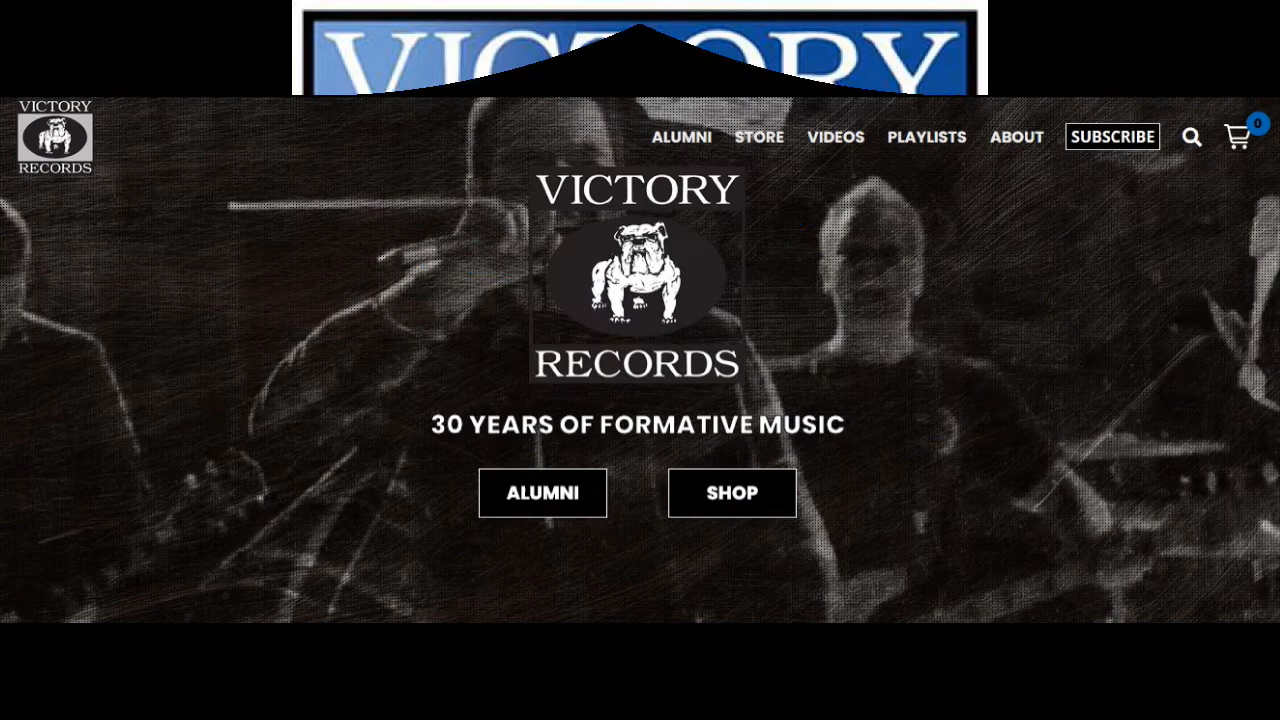 VICTORY
VICTORY
RECORDS
ALUMNI STORE VIDEOS PLAYLISTS ABOUT SUBSCRIBE 0
VICTORY
RECORDS
30 YEARS OF FORMATIVE MUSIC
ALUMNI SHOP